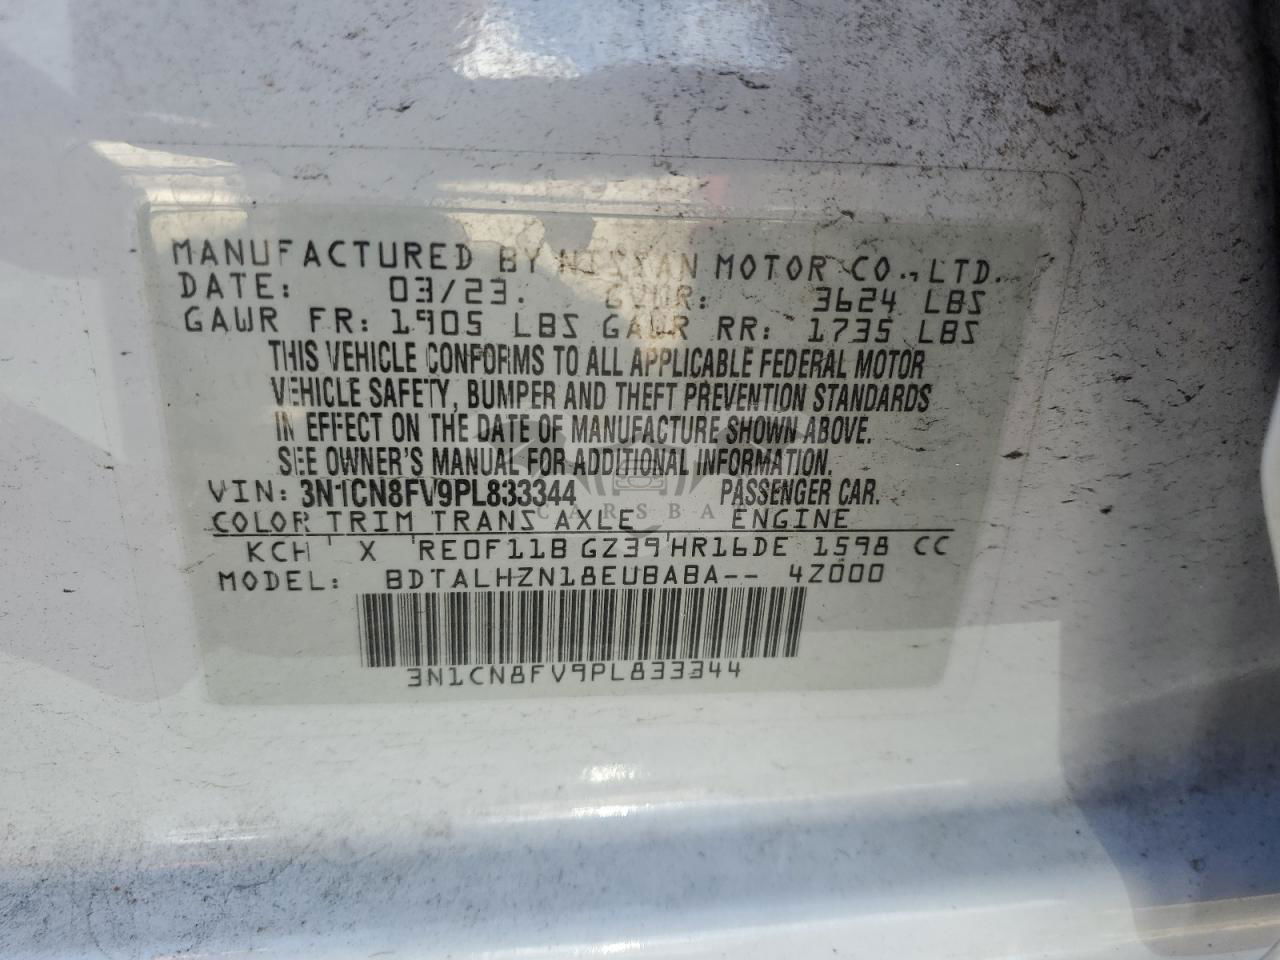 MANUFACTURED BY NISSAN MOTOR CO., LTD.
DATE: 03/23. GVWR: 3624 LBS
GAWR FR: 1905 LBS GAWR RR: 1735 LBS
THIS VEHICLE CONFORMS TO ALL APPLICABLE FEDERAL MOTOR
VEHICLE SAFETY, BUMPER AND THEFT PREVENTION STANDARDS
IN EFFECT ON THE DATE OF MANUFACTURE SHOWN ABOVE.
SEE OWNER'S MANUAL FOR ADDITIONAL INFORMATION.
VIN: 3N1CN8FV9PL833344 PASSENGER CAR.
COLOR TRIM TRANS AXLE ENGINE
KCH X RE0F11B GZ39 HR16DE 1598 CC
MODEL: BDTALHZN18EUBABA-- 4Z000
3N1CN8FV9PL833344